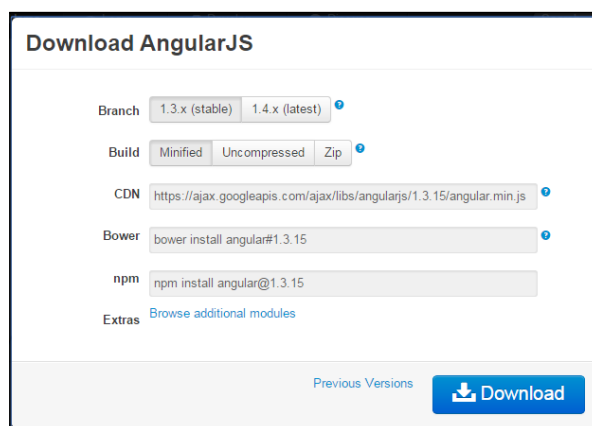 Download AngularJS
Branch 1.3.x (stable) 1.4.x (latest) ?
Build Minified Uncompressed Zip ?
CDN https://ajax.googleapis.com/ajax/libs/angularjs/1.3.15/angular.min.js ?
Bower bower install angular#1.3.15 ?
npm npm install angular@1.3.15
Extras Browse additional modules
Previous Versions Download